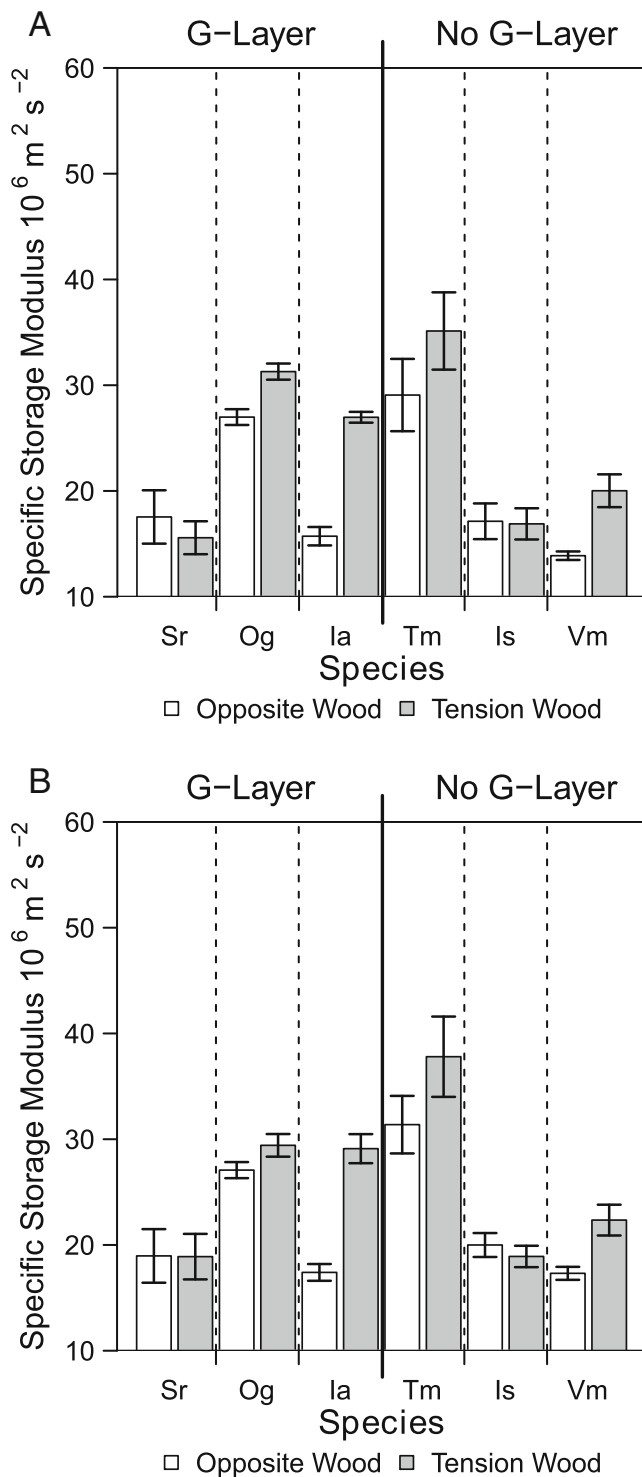 A
G−Layer No G−Layer
Specific Storage Modulus 10⁶ m² s⁻²
60
50
40
30
20
10
Sr Og Ia Tm Is Vm
Species
Opposite Wood Tension Wood
B
G−Layer No G−Layer
Specific Storage Modulus 10⁶ m² s⁻²
60
50
40
30
20
10
Sr Og Ia Tm Is Vm
Species
Opposite Wood Tension Wood